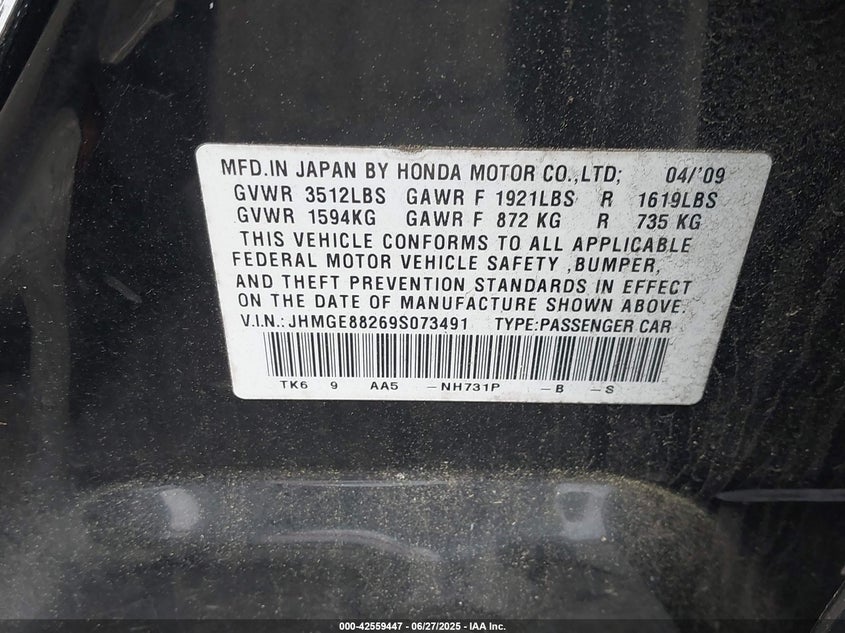 MFD.IN JAPAN BY HONDA MOTOR CO.,LTD; 04/'09
GVWR 3512LBS GAWR F 1921LBS R 1619LBS
GVWR 1594KG GAWR F 872 KG R 735 KG
THIS VEHICLE CONFORMS TO ALL APPLICABLE
FEDERAL MOTOR VEHICLE SAFETY ,BUMPER,
AND THEFT PREVENTION STANDARDS IN EFFECT
ON THE DATE OF MANUFACTURE SHOWN ABOVE.
V.I.N.: JHMGE88269S073491 TYPE:PASSENGER CAR
TK6 9 AA5 -NH731P -B -S
000-42559447 - 06/27/2025 - IAA Inc.